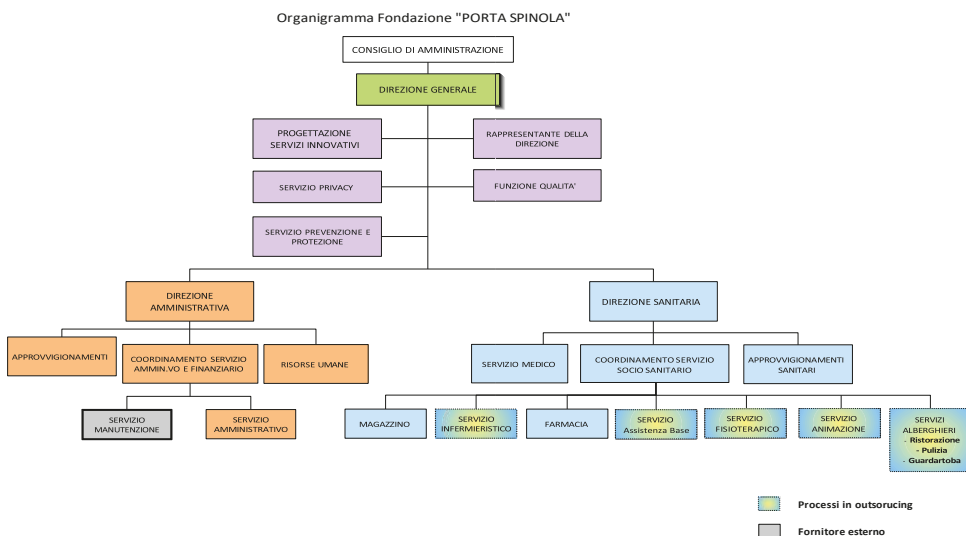 Organigramma Fondazione "PORTA SPINOLA"
CONSIGLIO DI AMMINISTRAZIONE
DIREZIONE GENERALE
PROGETTAZIONE
SERVIZI INNOVATIVI
RAPPRESENTANTE DELLA
DIREZIONE
SERVIZIO PRIVACY
FUNZIONE QUALITA'
SERVIZIO PREVENZIONE E
PROTEZIONE
DIREZIONE
AMMINISTRATIVA
DIREZIONE SANITARIA
APPROVVIGIONAMENTI
COORDINAMENTO SERVIZIO
AMMIN.VO E FINANZIARIO
RISORSE UMANE
SERVIZIO MEDICO
COORDINAMENTO SERVIZIO
SOCIO SANITARIO
APPROVVIGIONAMENTI
SANITARI
SERVIZIO
MANUTENZIONE
SERVIZIO
AMMINISTRATIVO
MAGAZZINO
SERVIZIO
INFERMIERISTICO
FARMACIA
SERVIZIO
Assistenza Base
SERVIZIO
FISIOTERAPICO
SERVIZIO
ANIMAZIONE
SERVIZI
ALBERGHIERI
- Ristorazione
- Pulizia
- Guardartoba
Processi in outsorucing
Fornitore esterno